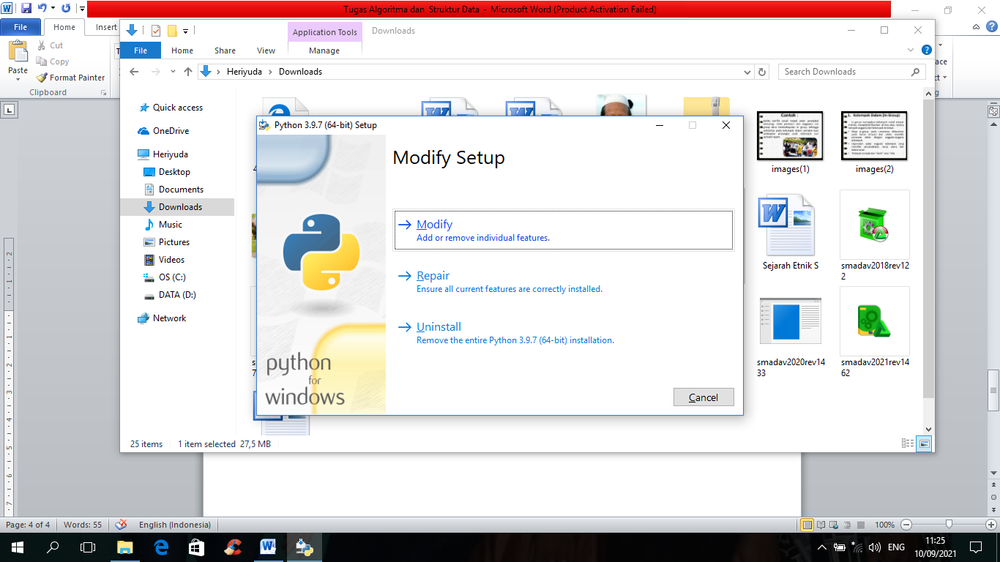 Tugas Algoritma dan Struktur Data - Microsoft Word (Product Activation Failed)
File
Home
Insert
Paste
Cut
Copy
Format Painter
Clipboard
Application Tools
Downloads
File
Home
Share
View
Manage
Heriyuda
Downloads
Search Downloads
Quick access
OneDrive
Heriyuda
Desktop
Documents
Downloads
Music
Pictures
Videos
OS (C:)
DATA (D:)
Network
Python 3.9.7 (64-bit) Setup
Modify Setup
Modify
Add or remove individual features.
Repair
Ensure all current features are correctly installed.
Uninstall
Remove the entire Python 3.9.7 (64-bit) installation.
python
for
windows
Cancel
Contoh :
1. Kelompok Dalam (In-Group)
images(1)
images(2)
Sejarah Etnik S
smadav2018rev12
2
smadav2020rev14
33
smadav2021rev14
62
25 items
1 item selected 27,5 MB
Page: 4 of 4
Words: 55
English (Indonesia)
100%
ENG
11:25
10/09/2021